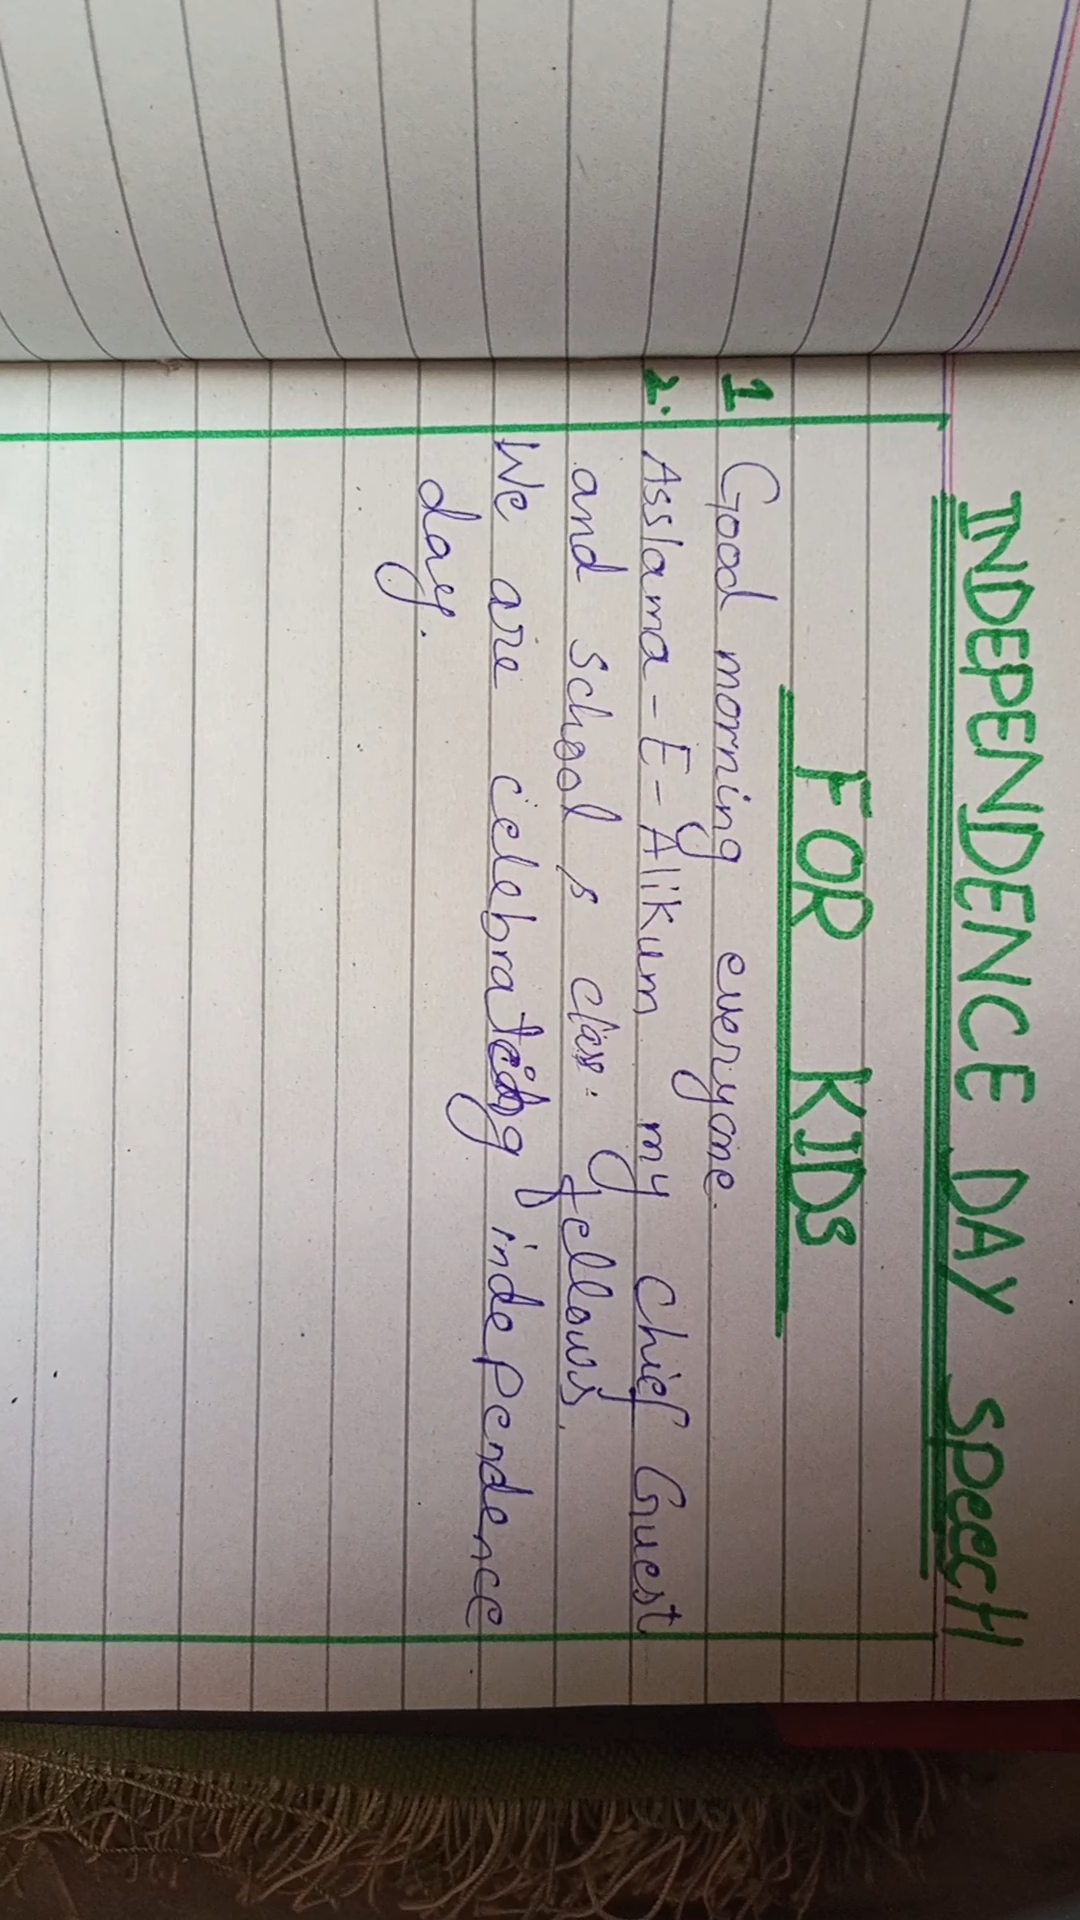 INDEPENDENCE DAY SPEECH
FOR KIDS
1 Good morning everyone.
2. Asslama-E-Alikum my Chief Guest
and school s class: fellows.
We are celebrating independence
day.